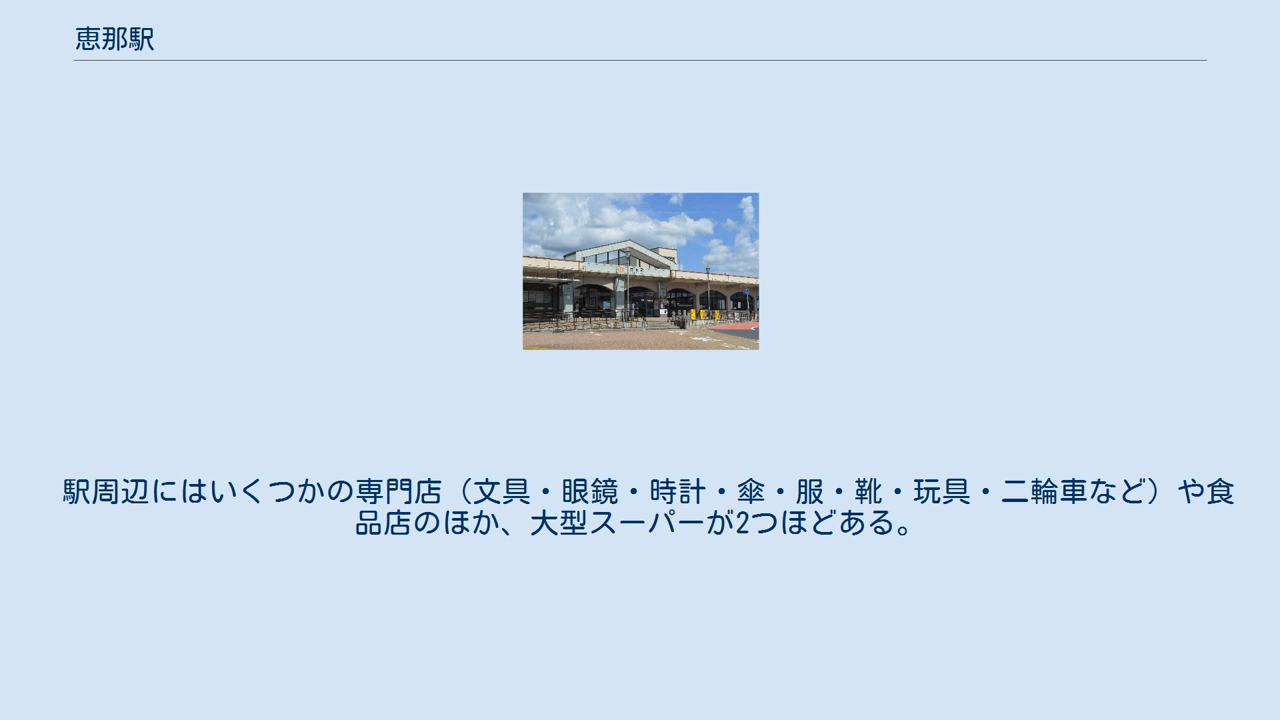 恵那駅
駅周辺にはいくつかの専門店（文具・眼鏡・時計・傘・服・靴・玩具・二輪車など）や食
品店のほか、大型スーパーが2つほどある。